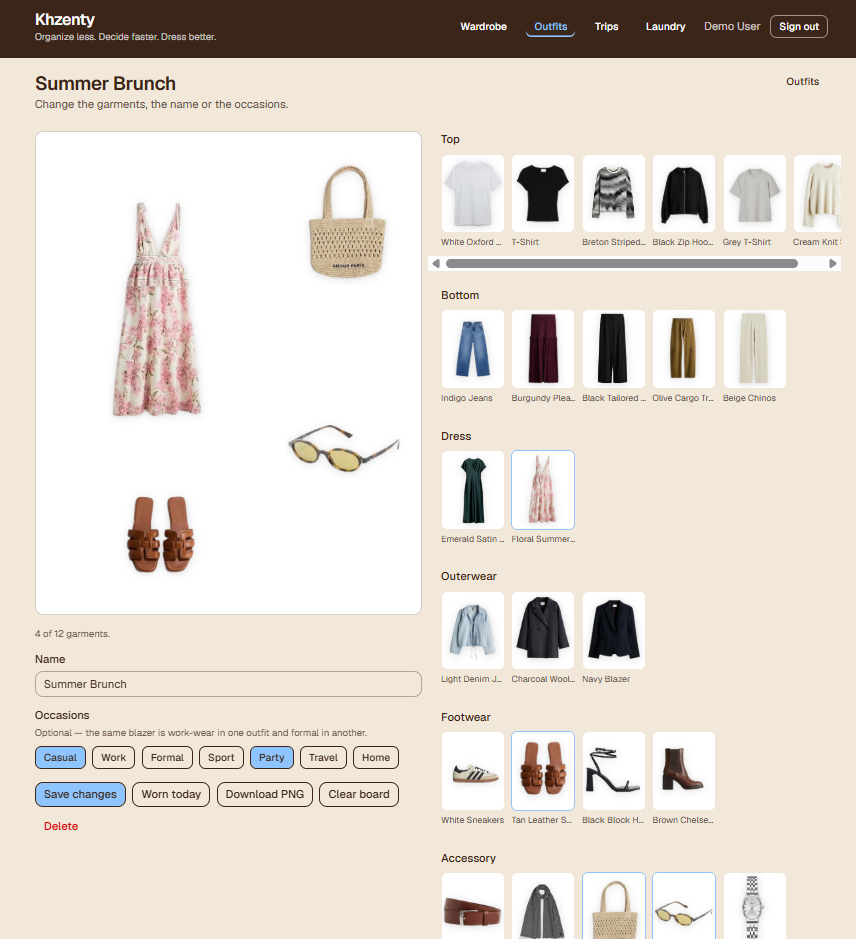 Khzenty
Organize less. Decide faster. Dress better.
Wardrobe
Outfits
Trips
Laundry
Demo User
Sign out
Summer Brunch
Change the garments, the name or the occasions.
Outfits
4 of 12 garments.
Name
Summer Brunch
Occasions
Optional — the same blazer is work-wear in one outfit and formal in another.
Casual
Work
Formal
Sport
Party
Travel
Home
Save changes
Worn today
Download PNG
Clear board
Delete
Top
White Oxford ...
T-Shirt
Breton Striped...
Black Zip Hoo...
Grey T-Shirt
Cream Knit
Bottom
Indigo Jeans
Burgundy Plea...
Black Tailored ...
Olive Cargo Tr...
Beige Chinos
Dress
Emerald Satin ...
Floral Summer...
Outerwear
Light Denim J...
Charcoal Wool...
Navy Blazer
Footwear
White Sneakers
Tan Leather S...
Black Block H...
Brown Chelse...
Accessory